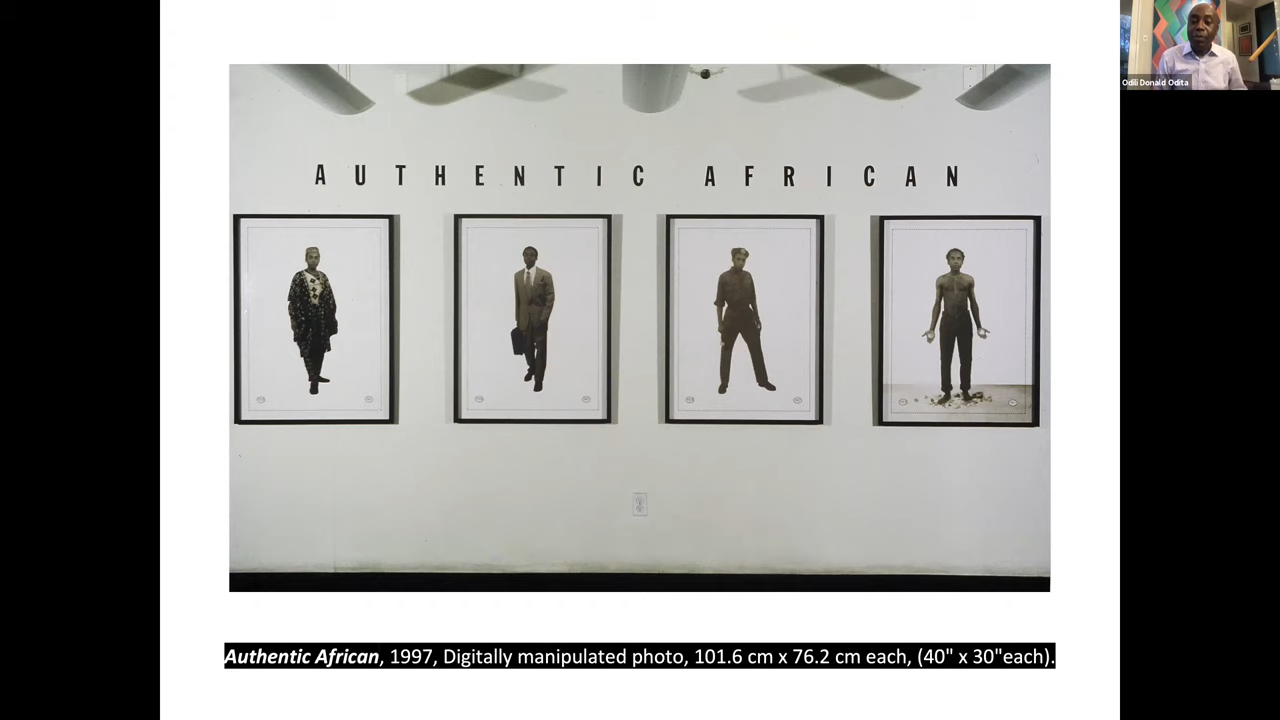 Odili Donald Odita
AUTHENTIC AFRICAN
Authentic African, 1997, Digitally manipulated photo, 101.6 cm x 76.2 cm each, (40" x 30"each).